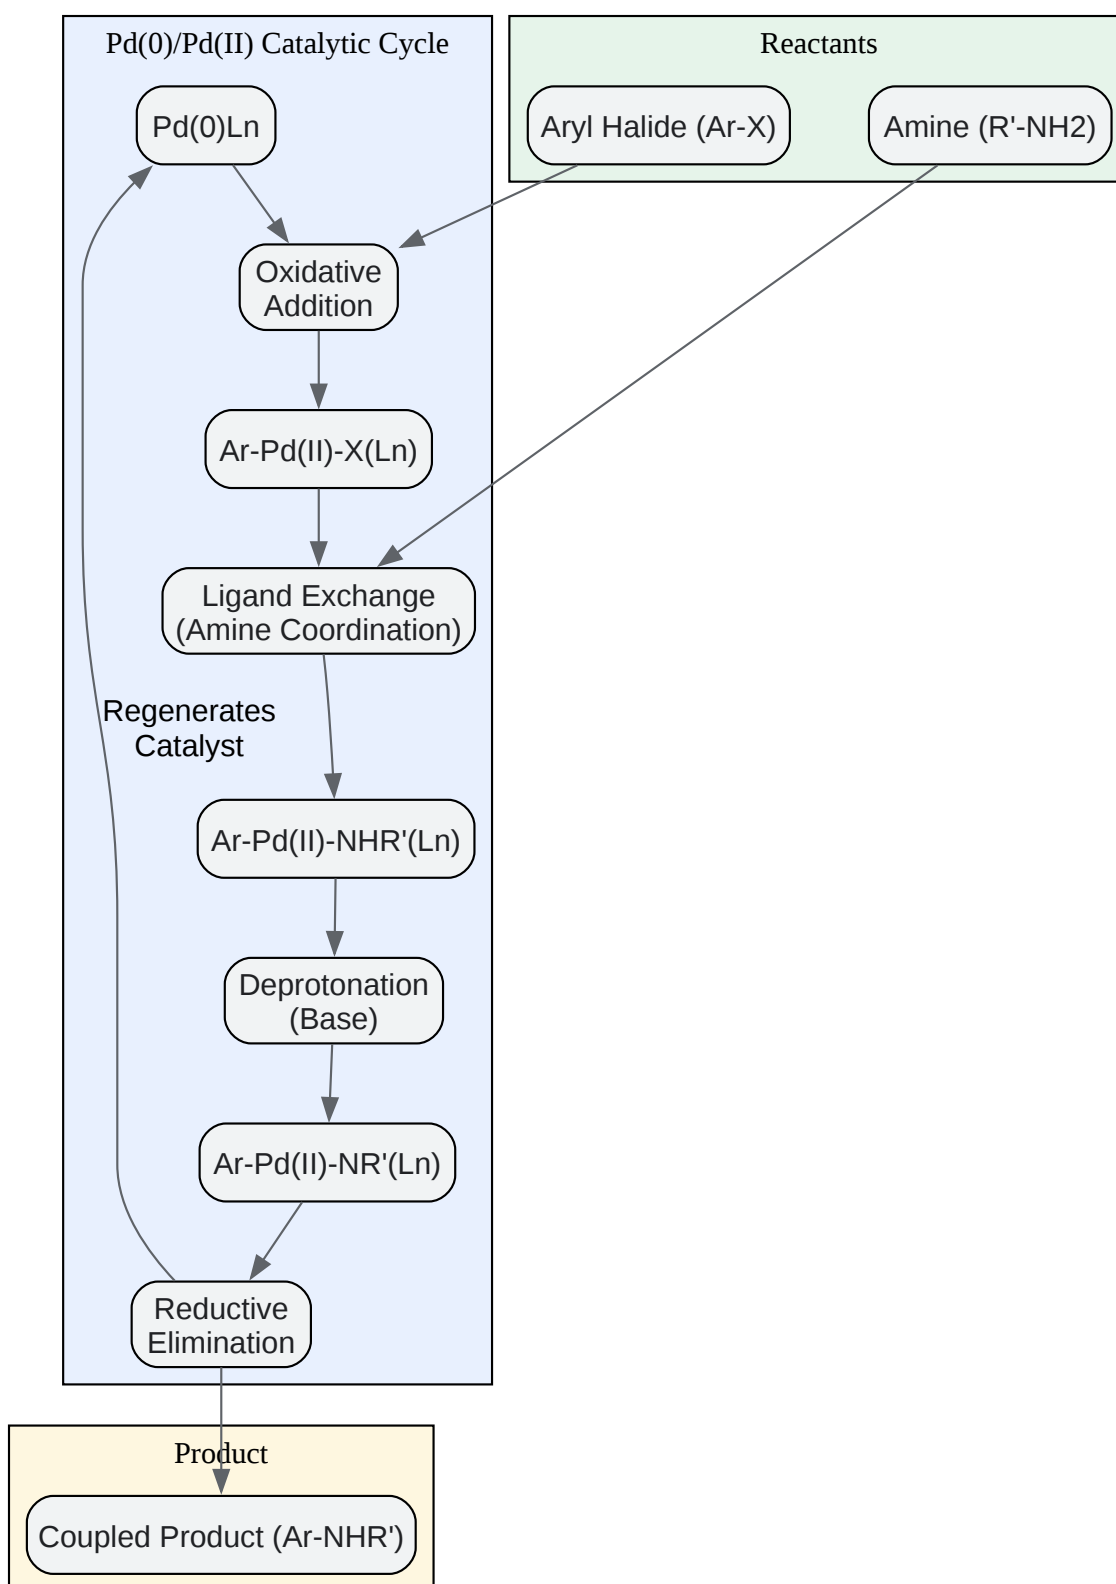 Pd(0)/Pd(II) Catalytic Cycle
Reactants
Pd(0)Ln
Aryl Halide (Ar-X)
Amine (R'-NH2)
Oxidative
Addition
Ar-Pd(II)-X(Ln)
Ligand Exchange
(Amine Coordination)
Regenerates
Catalyst
Ar-Pd(II)-NHR'(Ln)
Deprotonation
(Base)
Ar-Pd(II)-NR'(Ln)
Reductive
Elimination
Product
Coupled Product (Ar-NHR')